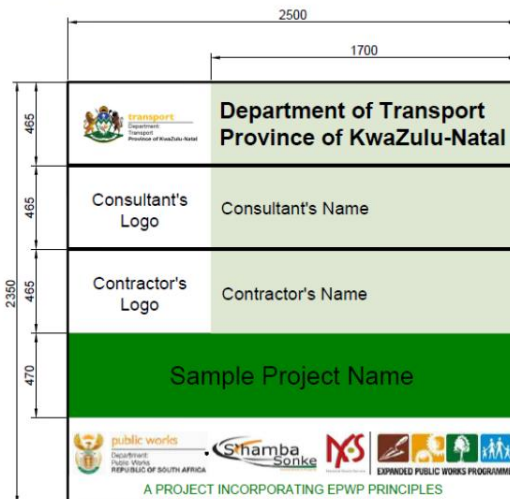 2500
1700
465
transport
Department:
Transport
Province of KwaZulu-Natal
Department of Transport
Province of KwaZulu-Natal
465
Consultant's
Logo
Consultant's Name
2350
465
Contractor's
Logo
Contractor's Name
470
Sample Project Name
public works
Department:
Public Works
REPUBLIC OF SOUTH AFRICA
S'hamba
Sonke
NYS
EXPANDED PUBLIC WORKS PROGRAMME
A PROJECT INCORPORATING EPWP PRINCIPLES